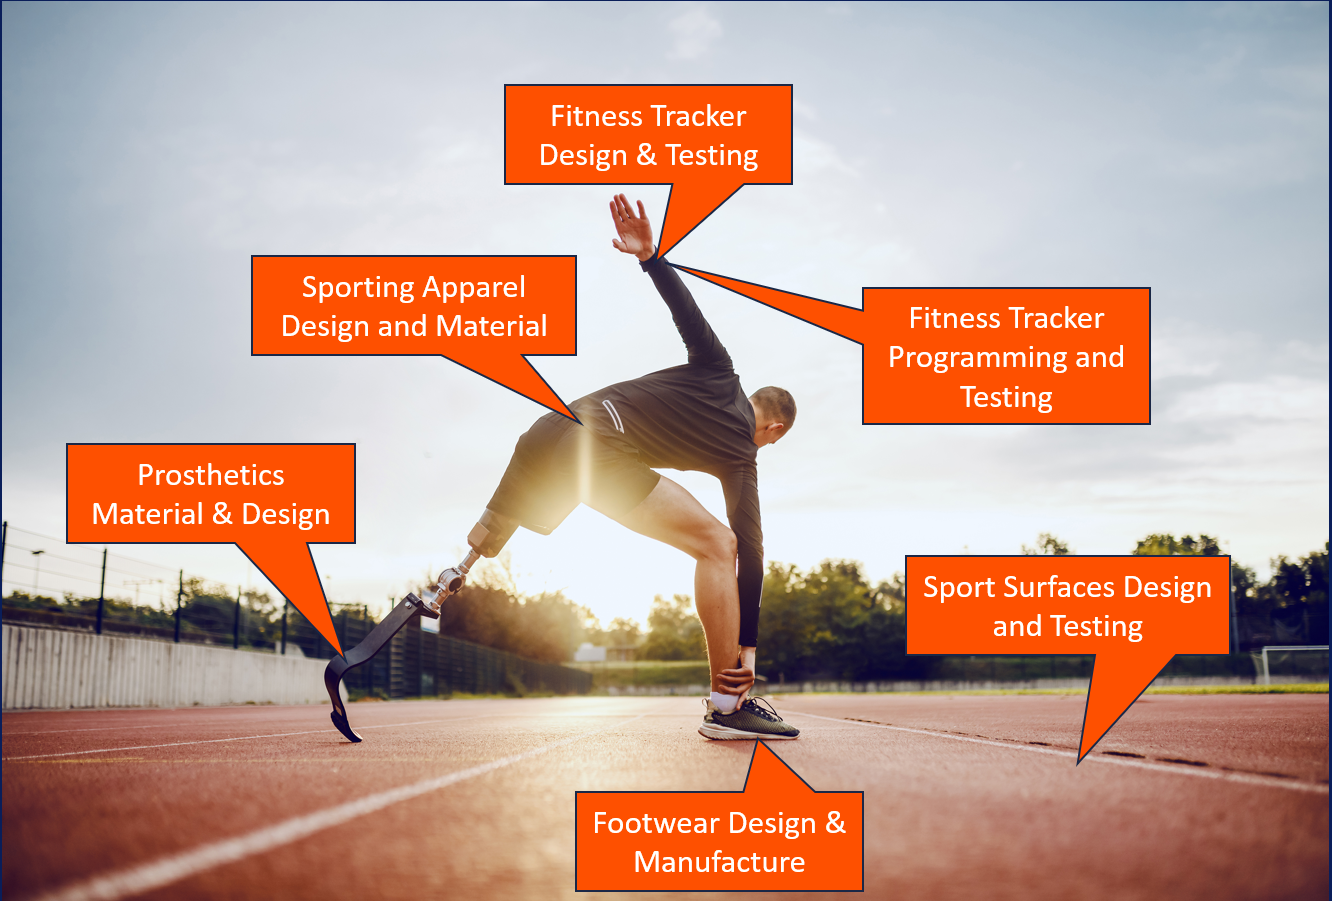 Fitness Tracker
Design & Testing
Sporting Apparel
Design and Material
Fitness Tracker
Programming and
Testing
Prosthetics
Material & Design
Sport Surfaces Design
and Testing
Footwear Design &
Manufacture